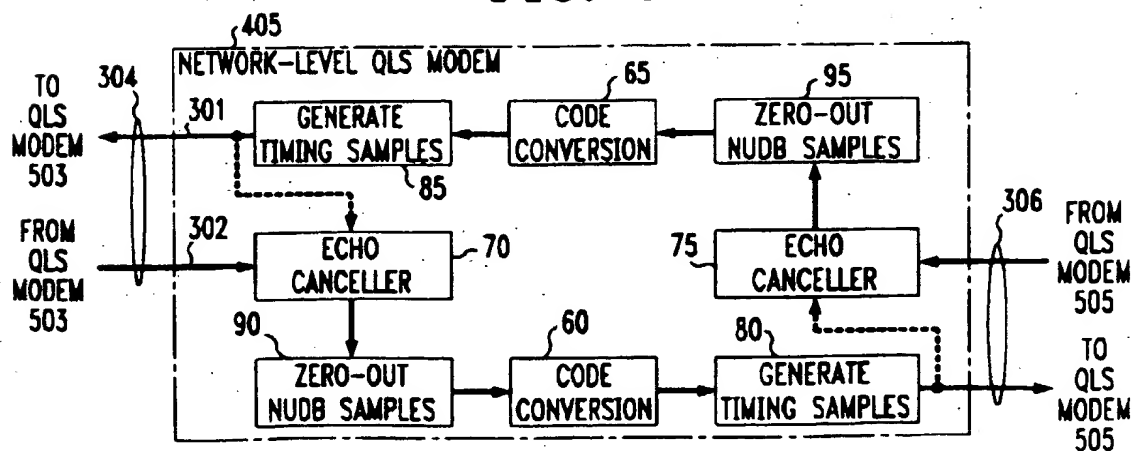 405
NETWORK-LEVEL QLS MODEM
304
TO
QLS
MODEM
503
301
GENERATE
TIMING SAMPLES
85
65
CODE
CONVERSION
95
ZERO-OUT
NUDB SAMPLES
FROM
QLS
MODEM
503
302
ECHO
CANCELLER
70
75
ECHO
CANCELLER
306
FROM
QLS
MODEM
505
90
ZERO-OUT
NUDB SAMPLES
60
CODE
CONVERSION
80
GENERATE
TIMING SAMPLES
TO
QLS
MODEM
505